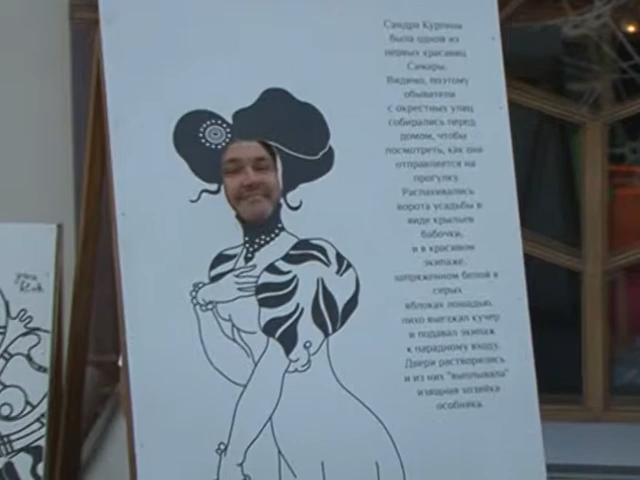 Сандра Курлина
была одной из
первых красавиц
Самары.
Видимо, поэтому
обыватели
с окрестных улиц
собирались перед
домом, чтобы
посмотреть, как она
отправляется на
прогулку.
Распахивались
ворота усадьбы в
виде крыльев
бабочки,
и в красивом
экипаже,
запряженном белой в
серых
яблоках лошадью,
лихо выезжал кучер
и подавал экипаж
к парадному входу.
Двери растворялись
и из них "выплывала"
изящная хозяйка
особняка.